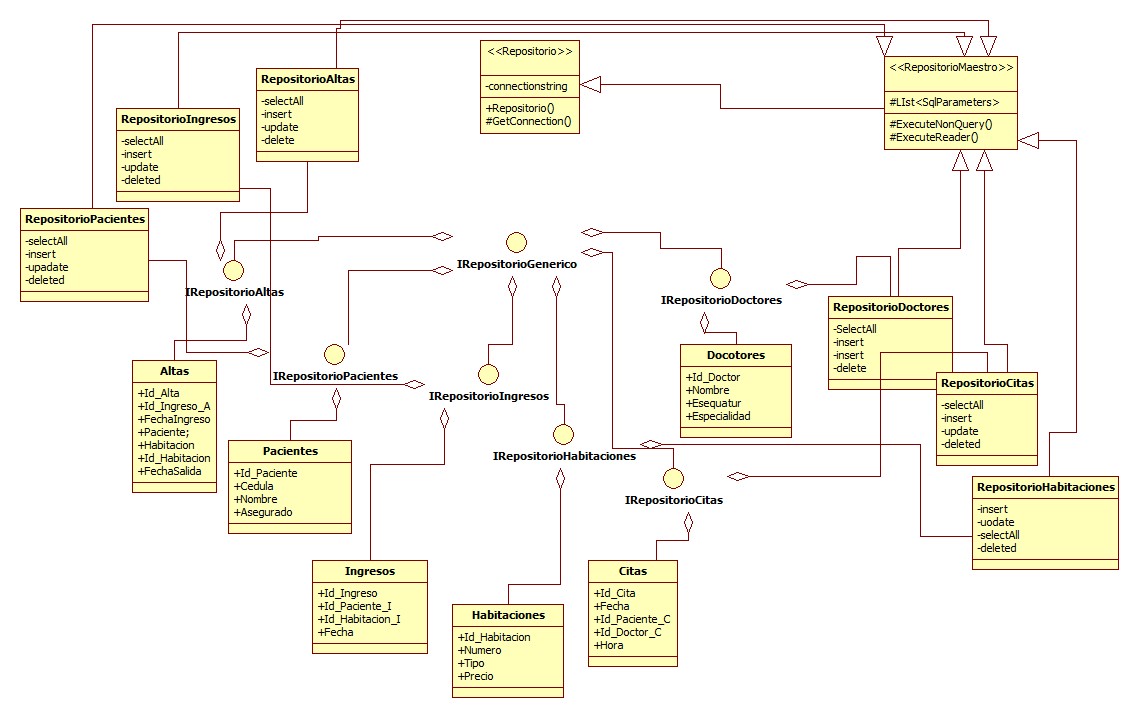 <<Repositorio>>
-connectionstring
+Repositorio()
#GetConnection()
<<RepositorioMaestro>>
#LIst<SqlParameters>
#ExecuteNonQuery()
#ExecuteReader()
RepositorioAltas
-selectAll
-insert
-update
-delete
RepositorioIngresos
-selectAll
-insert
-update
-deleted
RepositorioPacientes
-selectAll
-insert
-upadate
-deleted
IRepositorioGenerico
IRepositorioAltas
IRepositorioDoctores
RepositorioDoctores
-SelectAll
-insert
-insert
-delete
Docotores
+Id_Doctor
+Nombre
+Esequatur
+Especialidad
Altas
+Id_Alta
+Id_Ingreso_A
+FechaIngreso
+Paciente;
+Habitacion
+Id_Habitacion
+FechaSalida
IRepositorioPacientes
IRepositorioIngresos
RepositorioCitas
-selectAll
-insert
-update
-deleted
Pacientes
+Id_Paciente
+Cedula
+Nombre
+Asegurado
IRepositorioHabitaciones
IRepositorioCitas
RepositorioHabitaciones
-insert
-uodate
-selectAll
-deleted
Ingresos
+Id_Ingreso
+Id_Paciente_I
+Id_Habitacion_I
+Fecha
Habitaciones
+Id_Habitacion
+Numero
+Tipo
+Precio
Citas
+Id_Cita
+Fecha
+Id_Paciente_C
+Id_Doctor_C
+Hora